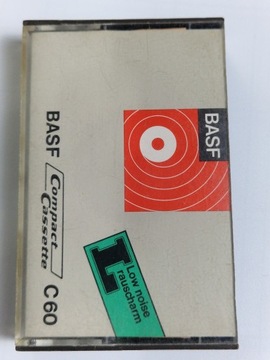 BASF
L
Low noise
rauscharm
BASF Compact Cassette C60